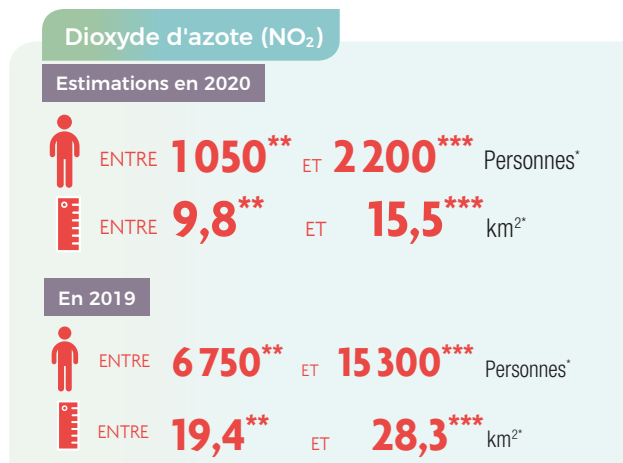 Dioxyde d'azote (NO₂)
Estimations en 2020
ENTRE 1 050** ET 2 200*** Personnes*
ENTRE 9,8** ET 15,5*** km²*
En 2019
ENTRE 6 750** ET 15 300*** Personnes*
ENTRE 19,4** ET 28,3*** km²*